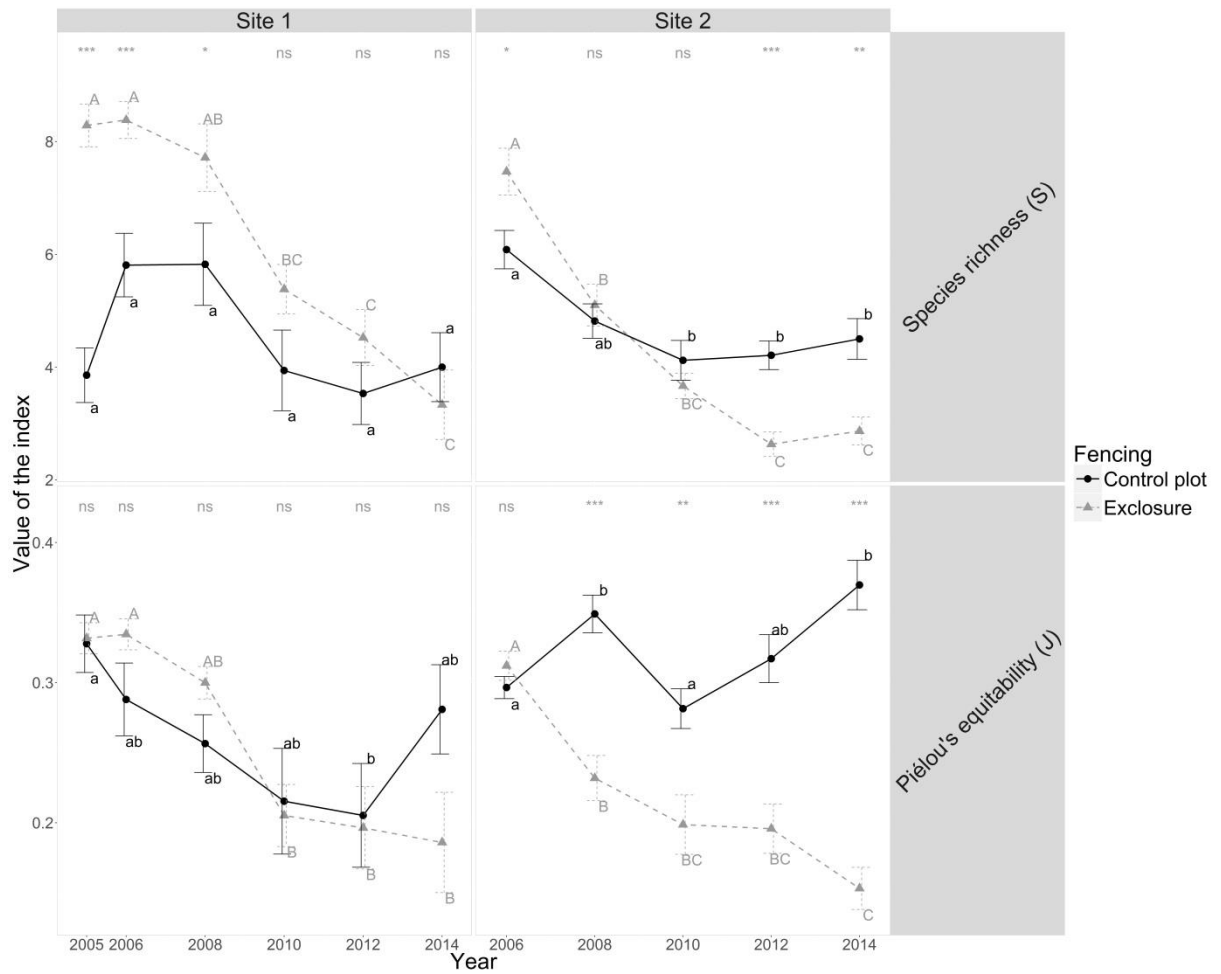 Site 1 Site 2
*** *** * ns ns ns * ns ns *** **
A A AB BC C C
a a a a a a
A B BC C C
a ab b b b
8
6
4
2
Species richness (S)
Value of the index
ns ns ns ns ns ns ns *** ** *** ***
A A AB B B B
a ab ab ab b ab
A B BC BC C
a b a ab b
0.4
0.3
0.2
Piélou's equitability (J)
2005 2006 2008 2010 2012 2014 2006 2008 2010 2012 2014
Year
Fencing
Control plot
Exclosure